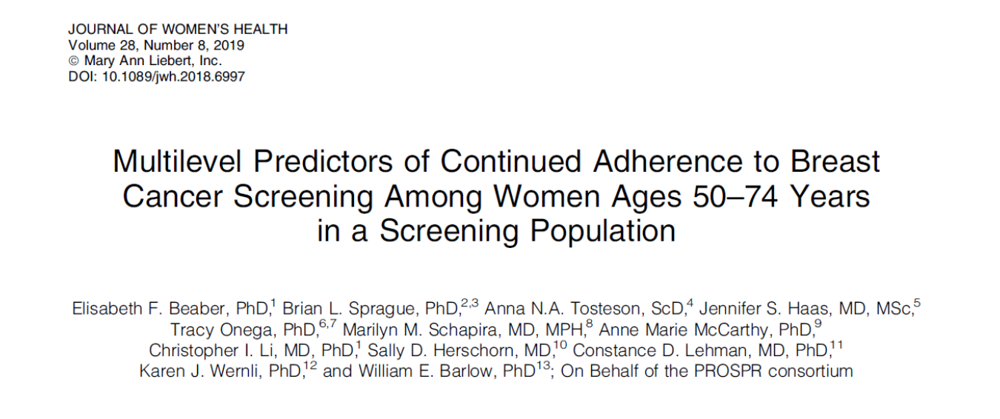 JOURNAL OF WOMEN'S HEALTH
Volume 28, Number 8, 2019
© Mary Ann Liebert, Inc.
DOI: 10.1089/jwh.2018.6997
Multilevel Predictors of Continued Adherence to Breast
Cancer Screening Among Women Ages 50–74 Years
in a Screening Population
Elisabeth F. Beaber, PhD,1 Brian L. Sprague, PhD,2,3 Anna N.A. Tosteson, ScD,4 Jennifer S. Haas, MD, MSc,5
Tracy Onega, PhD,6,7 Marilyn M. Schapira, MD, MPH,8 Anne Marie McCarthy, PhD,9
Christopher I. Li, MD, PhD,1 Sally D. Herschorn, MD,10 Constance D. Lehman, MD, PhD,11
Karen J. Wernli, PhD,12 and William E. Barlow, PhD13; On Behalf of the PROSPR consortium